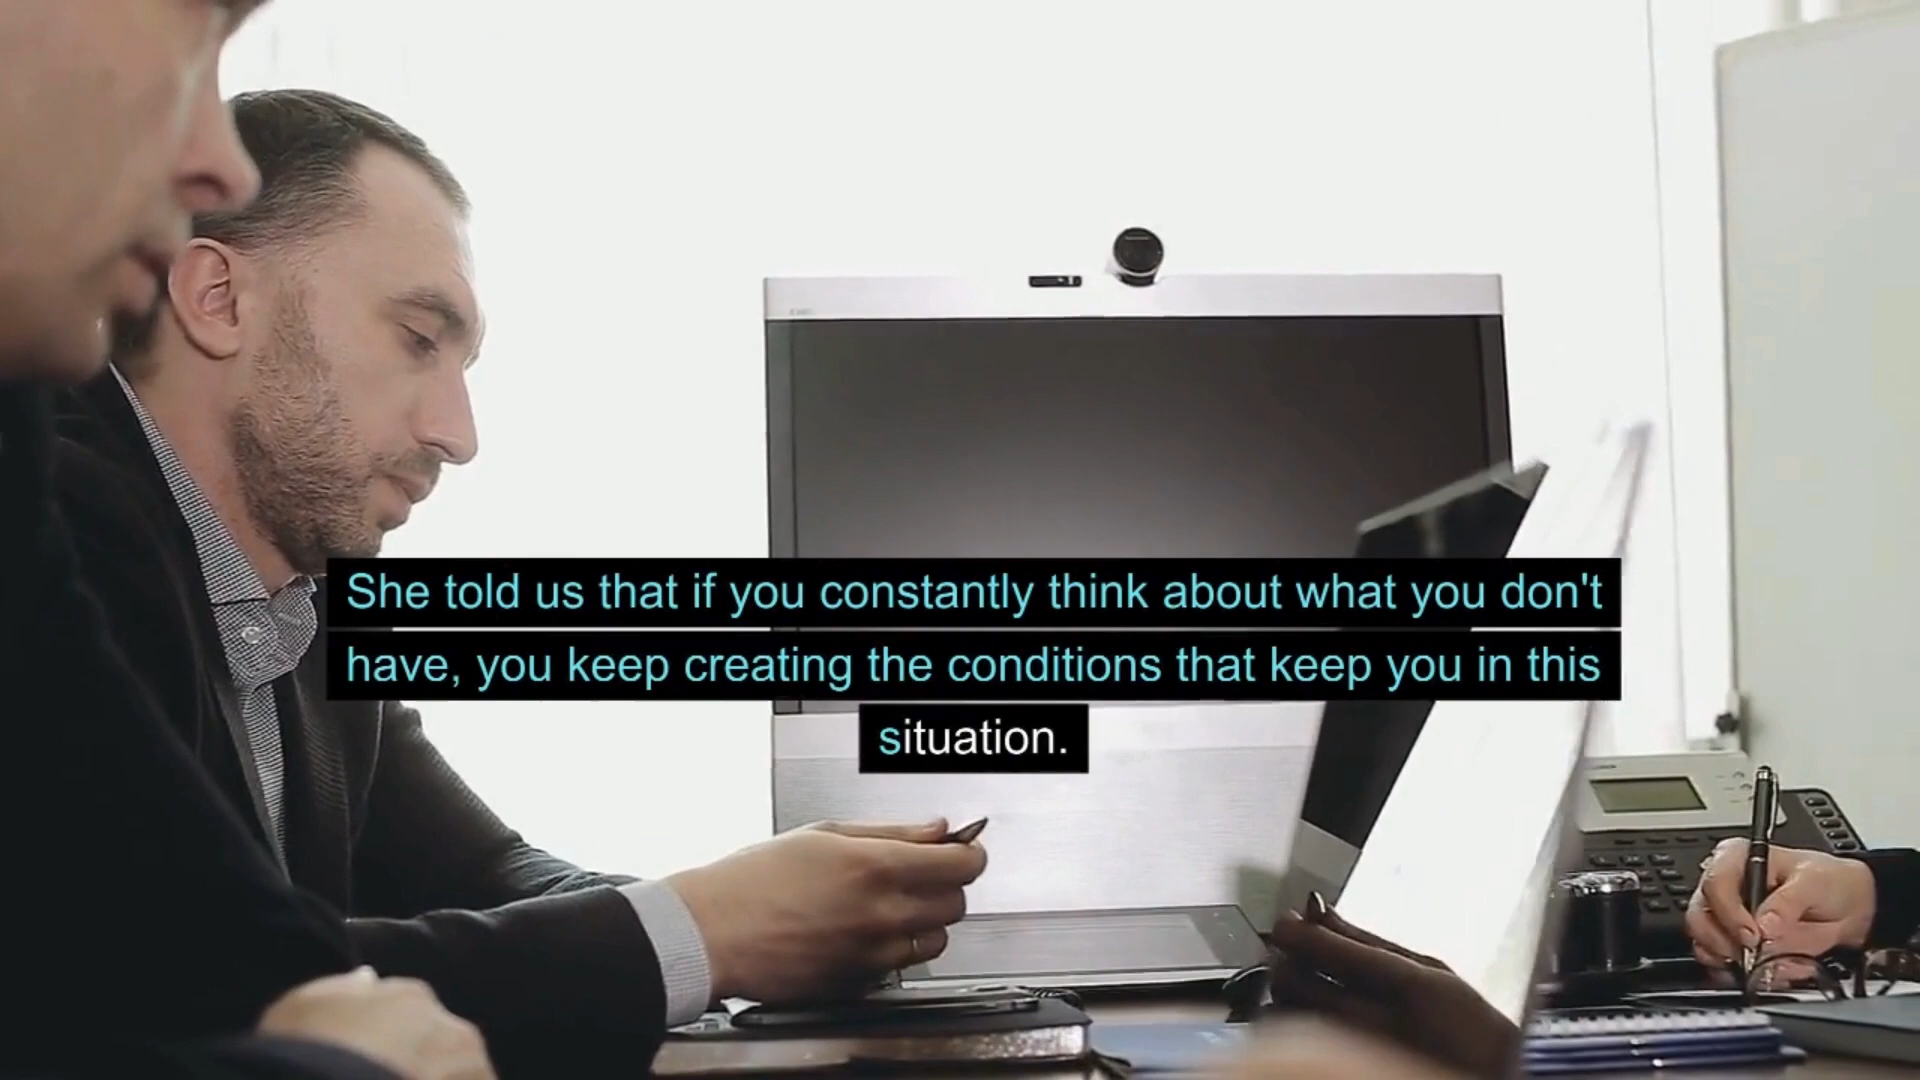 She told us that if you constantly think about what you don't
have, you keep creating the conditions that keep you in this
situation.